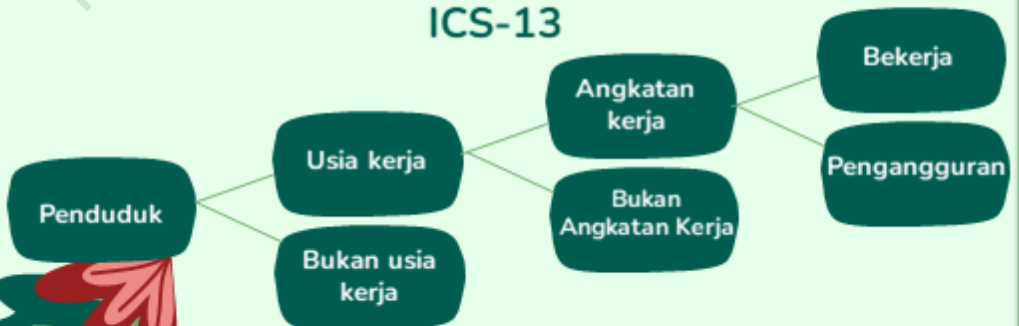 ICS-13
Penduduk
Usia kerja
Bukan usia
kerja
Angkatan
kerja
Bukan
Angkatan Kerja
Bekerja
Pengangguran